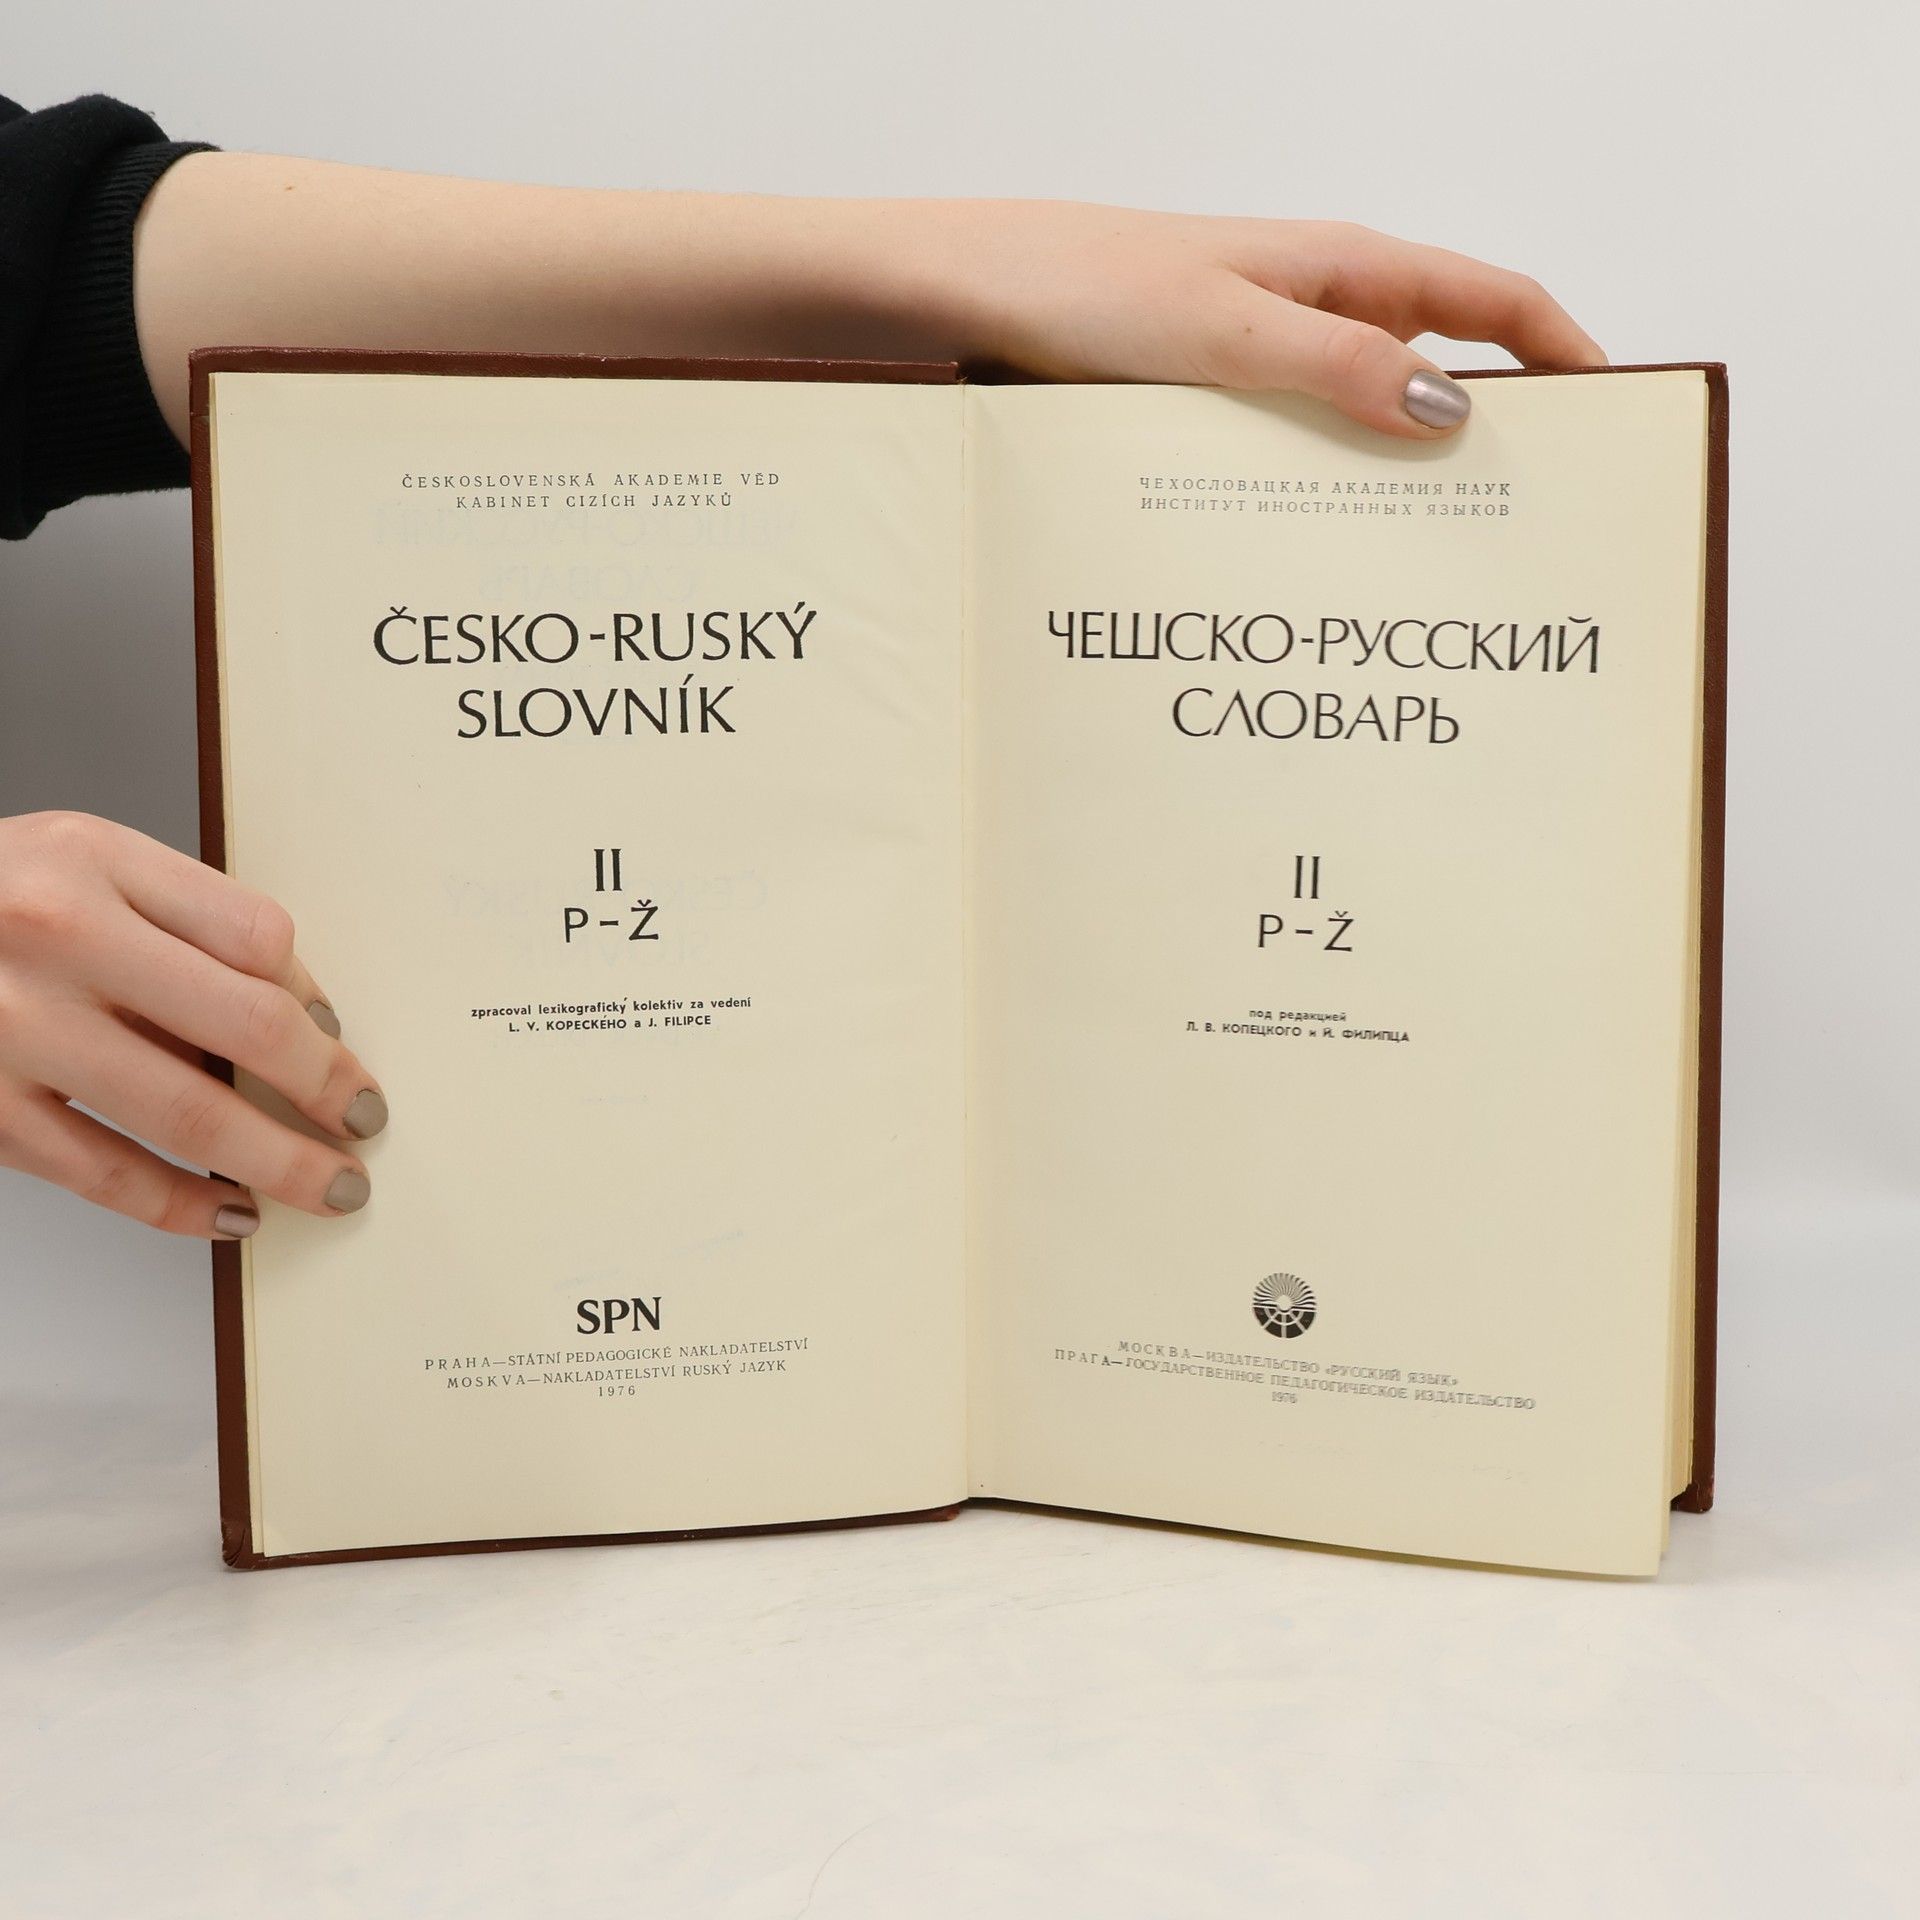 ČESKOSLOVENSKÁ AKADEMIE VĚD
KABINET CIZÍCH JAZYKŮ
ČESKO-RUSKÝ
SLOVNÍK
II
P – Ž
zpracoval lexikografický kolektiv za vedení
L. V. KOPECKÉHO a J. FILIPCE
SPN
PRAHA—STÁTNÍ PEDAGOGICKÉ NAKLADATELSTVÍ
MOSKVA—NAKLADATELSTVÍ RUSKÝ JAZYK
1976
ЧЕХОСЛОВАЦКАЯ АКАДЕМИЯ НАУК
ИНСТИТУТ ИНОСТРАННЫХ ЯЗЫКОВ
ЧЕШСКО-РУССКИЙ
СЛОВАРЬ
II
P – Ž
под редакцией
Л. В. КОПЕЦКОГО и Й. ФИЛИПЦА
МОСКВА—ИЗДАТЕЛЬСТВО «РУССКИЙ ЯЗЫК»
ПРАГА—ГОСУДАРСТВЕННОЕ ПЕДАГОГИЧЕСКОЕ ИЗДАТЕЛЬСТВО
1976